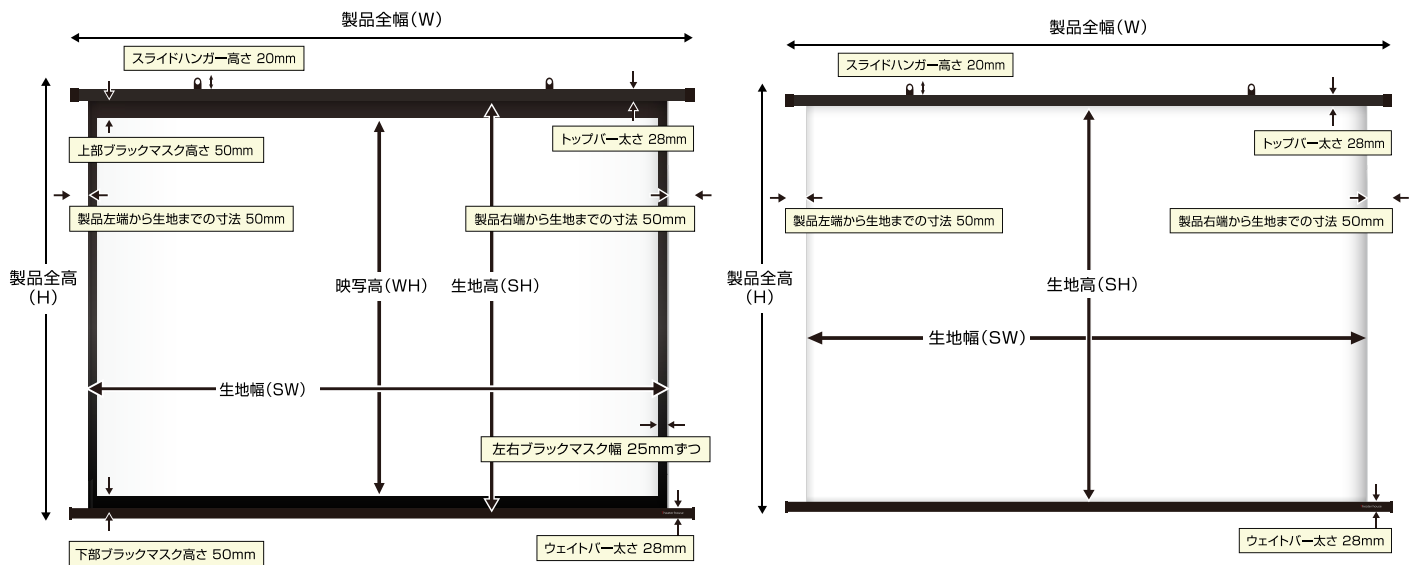 製品全幅(W)
スライドハンガー高さ 20mm
上部ブラックマスク高さ 50mm
トップバー太さ 28mm
製品左端から生地までの寸法 50mm
製品右端から生地までの寸法 50mm
製品全高
(H)
映写高(WH)
生地高(SH)
生地幅(SW)
左右ブラックマスク幅 25mmずつ
下部ブラックマスク高さ 50mm
ウェイトバー太さ 28mm
製品全幅(W)
スライドハンガー高さ 20mm
トップバー太さ 28mm
製品左端から生地までの寸法 50mm
製品右端から生地までの寸法 50mm
製品全高
(H)
生地高(SH)
生地幅(SW)
ウェイトバー太さ 28mm